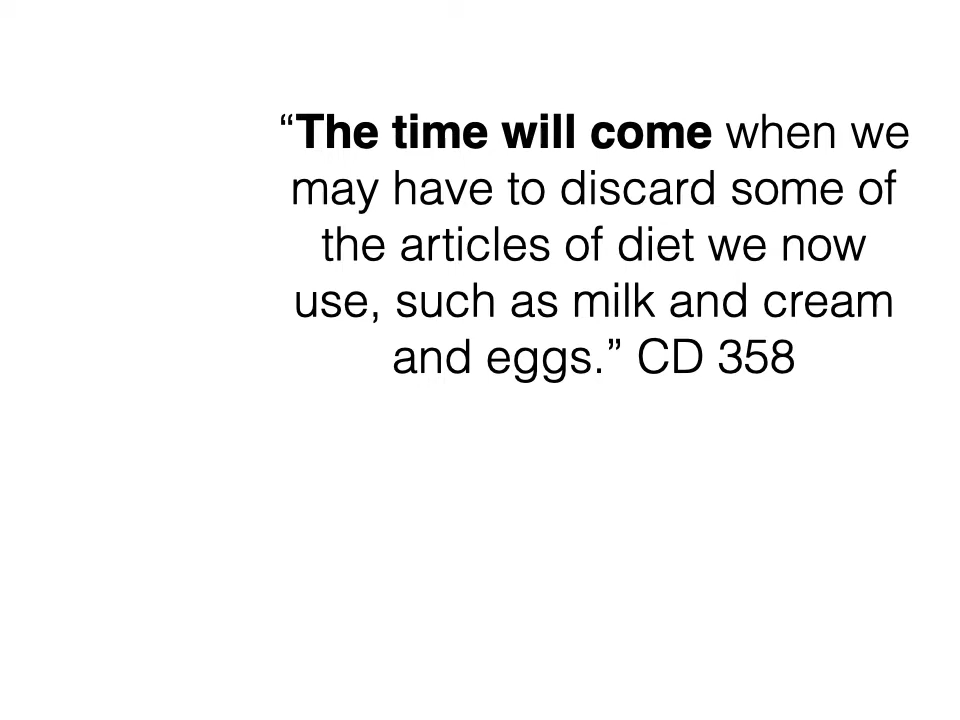 “The time will come when we
may have to discard some of
the articles of diet we now
use, such as milk and cream
and eggs.” CD 358